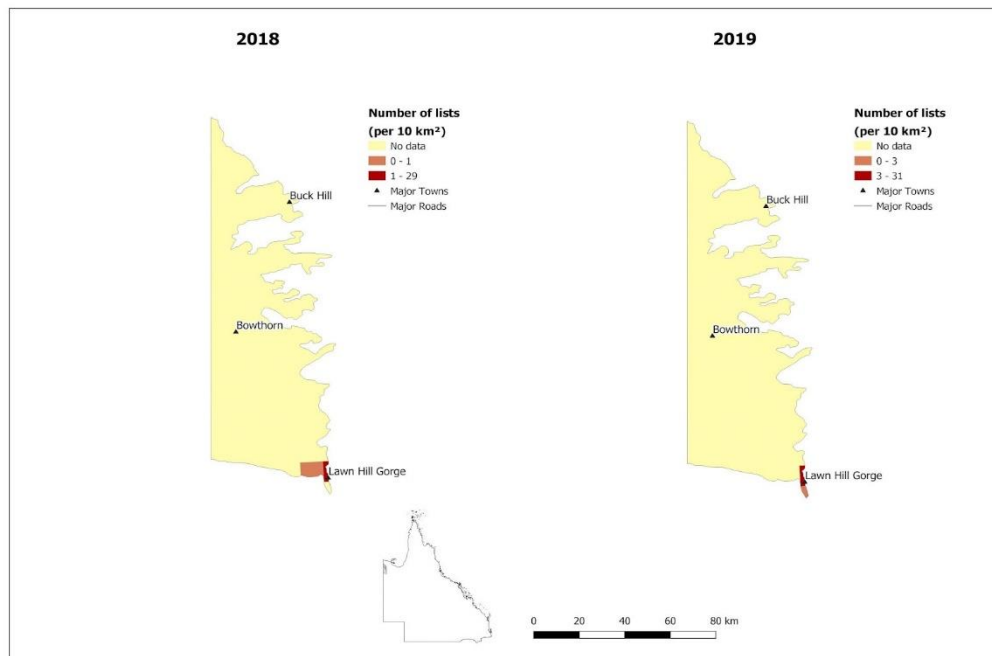 2018
Number of lists
(per 10 km²)
No data
0 - 1
1 - 29
Major Towns
Major Roads
Buck Hill
Bowthorn
Lawn Hill Gorge
2019
Number of lists
(per 10 km²)
No data
0 - 3
3 - 31
Major Towns
Major Roads
Buck Hill
Bowthorn
Lawn Hill Gorge
0 20 40 60 80 km